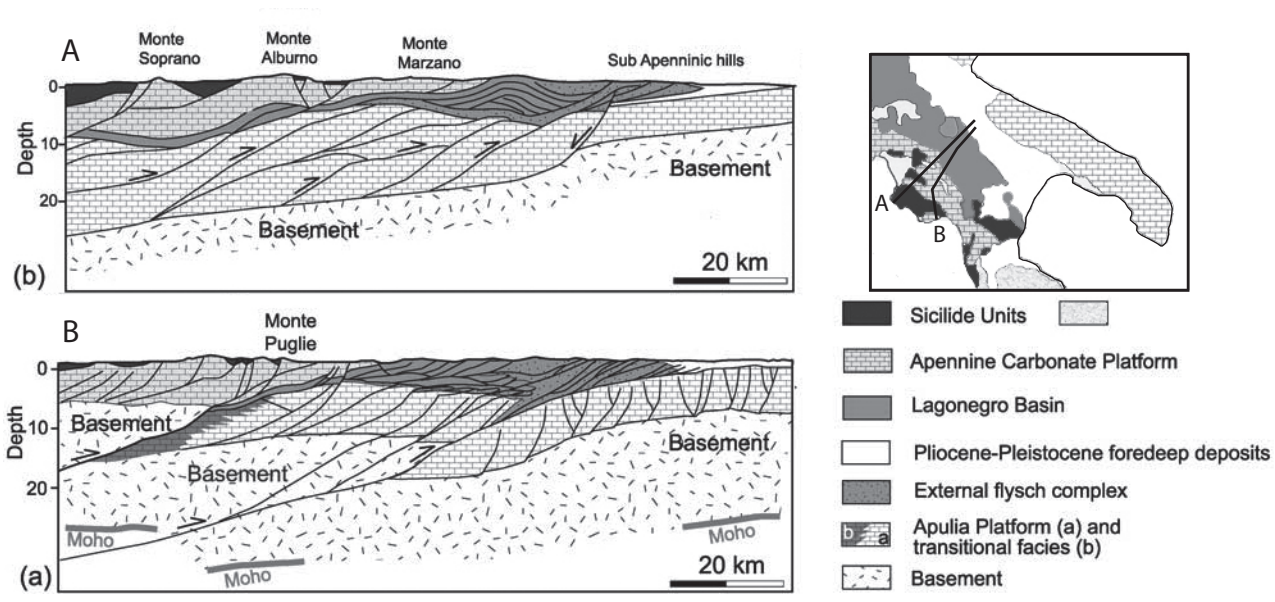 A
Monte
Soprano
Monte
Alburno
Monte
Marzano
Sub Apenninic hills
0
10
20
Depth
Basement
Basement
(b)
20 km
B
Monte
Puglie
0
10
20
Depth
Basement
Basement
Basement
Moho
Moho
Moho
(a)
20 km
A
B
Sicilide Units
Apennine Carbonate Platform
Lagonegro Basin
Pliocene-Pleistocene foredeep deposits
External flysch complex
b
a
Apulia Platform (a) and
transitional facies (b)
Basement